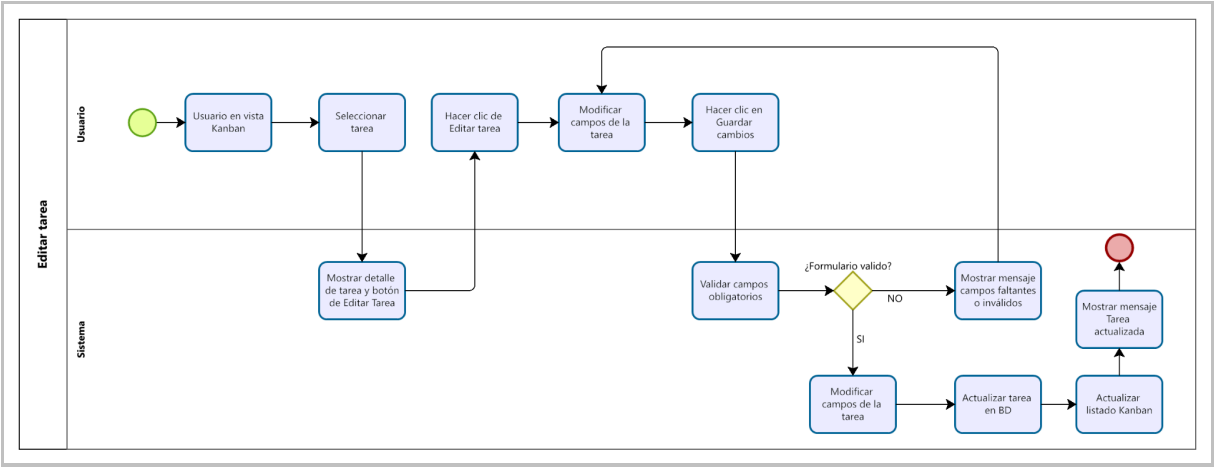 Editar tarea
Usuario
Usuario en vista
Kanban
Seleccionar
tarea
Hacer clic de
Editar tarea
Modificar
campos de la
tarea
Hacer clic en
Guardar
cambios
Sistema
Mostrar detalle
de tarea y botón
de Editar Tarea
Validar campos
obligatorios
¿Formulario valido?
NO
Mostrar mensaje
campos faltantes
o inválidos
SI
Modificar
campos de la
tarea
Actualizar tarea
en BD
Actualizar
listado Kanban
Mostrar mensaje
Tarea
actualizada